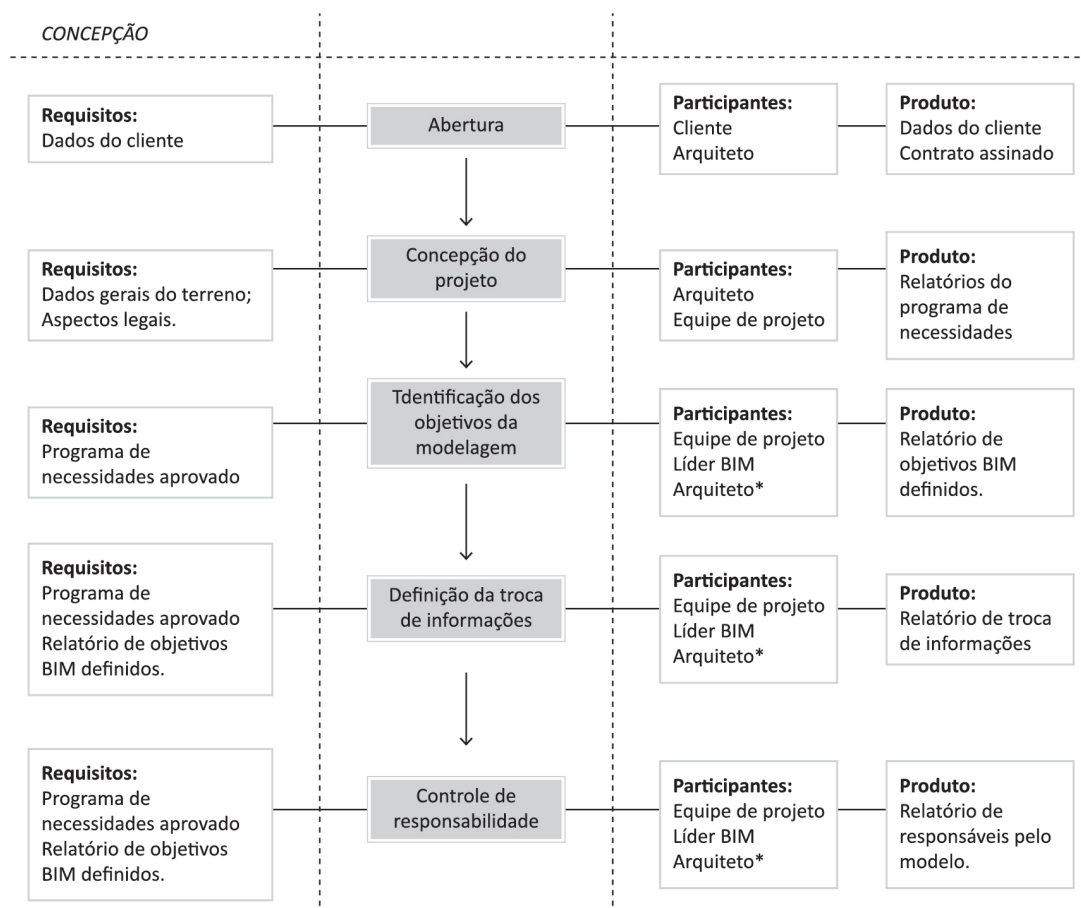 CONCEPÇÃO
Requisitos:
Dados do cliente
Abertura
Participantes:
Cliente
Arquiteto
Produto:
Dados do cliente
Contrato assinado
Requisitos:
Dados gerais do terreno;
Aspectos legais.
Concepção do
projeto
Participantes:
Arquiteto
Equipe de projeto
Produto:
Relatórios do
programa de
necessidades
Requisitos:
Programa de
necessidades aprovado
Tdentificação dos
objetivos da
modelagem
Participantes:
Equipe de projeto
Líder BIM
Arquiteto*
Produto:
Relatório de
objetivos BIM
definidos.
Requisitos:
Programa de
necessidades aprovado
Relatório de objetivos
BIM definidos.
Definição da troca
de informações
Participantes:
Equipe de projeto
Líder BIM
Arquiteto*
Produto:
Relatório de troca
de informações
Requisitos:
Programa de
necessidades aprovado
Relatório de objetivos
BIM definidos.
Controle de
responsabilidade
Participantes:
Equipe de projeto
Líder BIM
Arquiteto*
Produto:
Relatório de
responsáveis pelo
modelo.